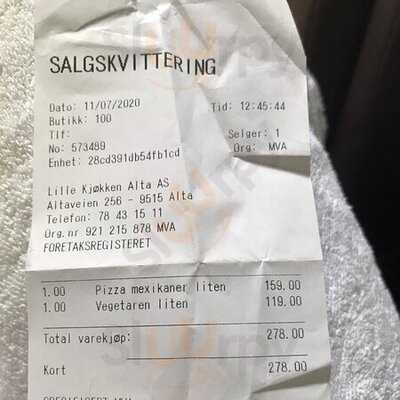 SALGSKVITTERING
Dato: 11/07/2020 Tid: 12:45:44
Butikk: 100
Tlf: Selger: 1
No: 573489 Org: MVA
Enhet: 28cd391db54fb1cd
Lille Kjøkken Alta AS
Altaveien 256 - 9515 Alta
Telefon: 78 43 15 11
Org.nr 921 215 878 MVA
FORETAKSREGISTERET
1.00 Pizza mexikaner liten 159.00
1.00 Vegetaren liten 119.00
Total varekjøp: 278.00
Kort 278.00